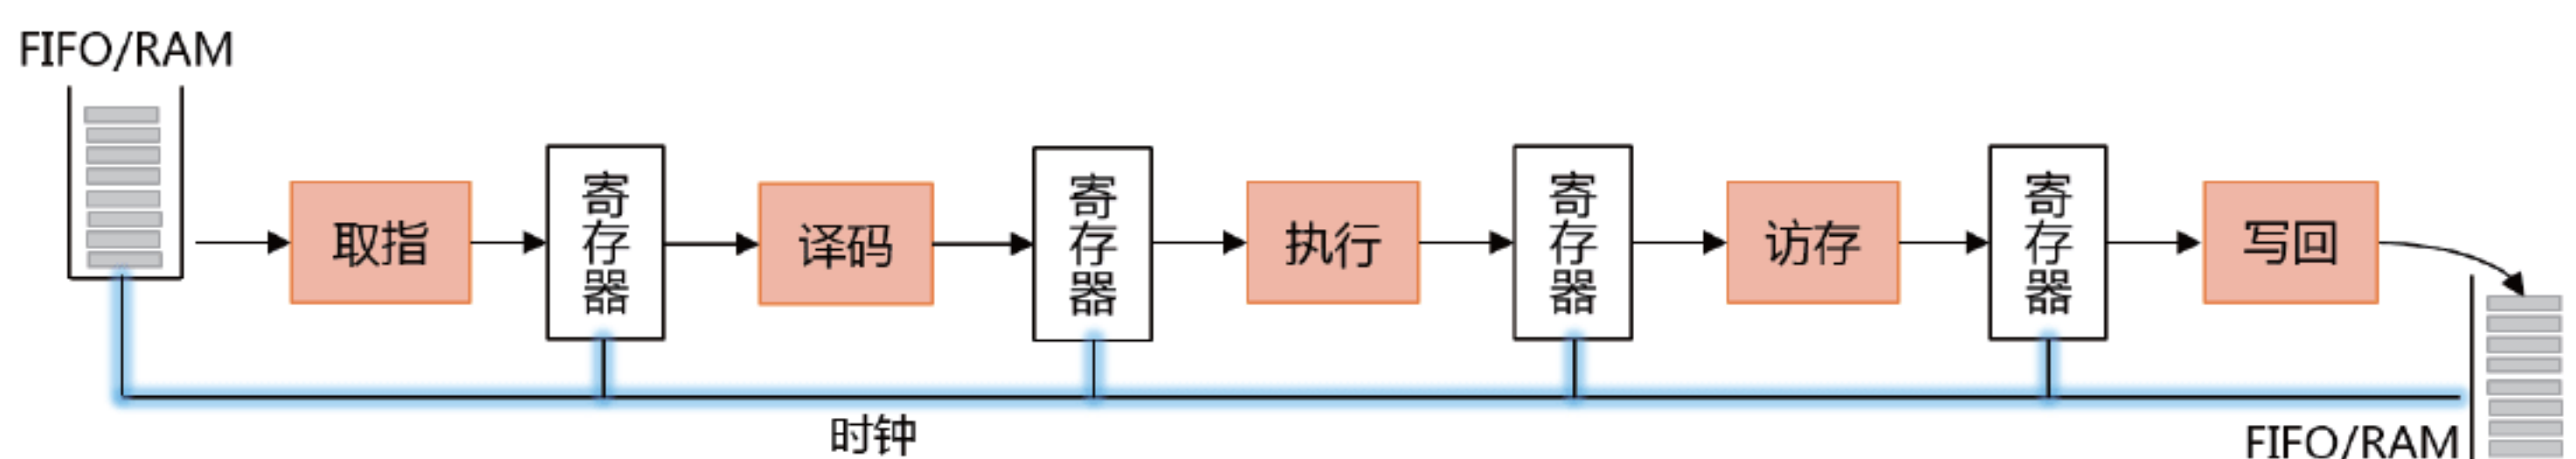 FIFO/RAM
取指
寄存器
译码
寄存器
执行
寄存器
访存
寄存器
写回
时钟
FIFO/RAM